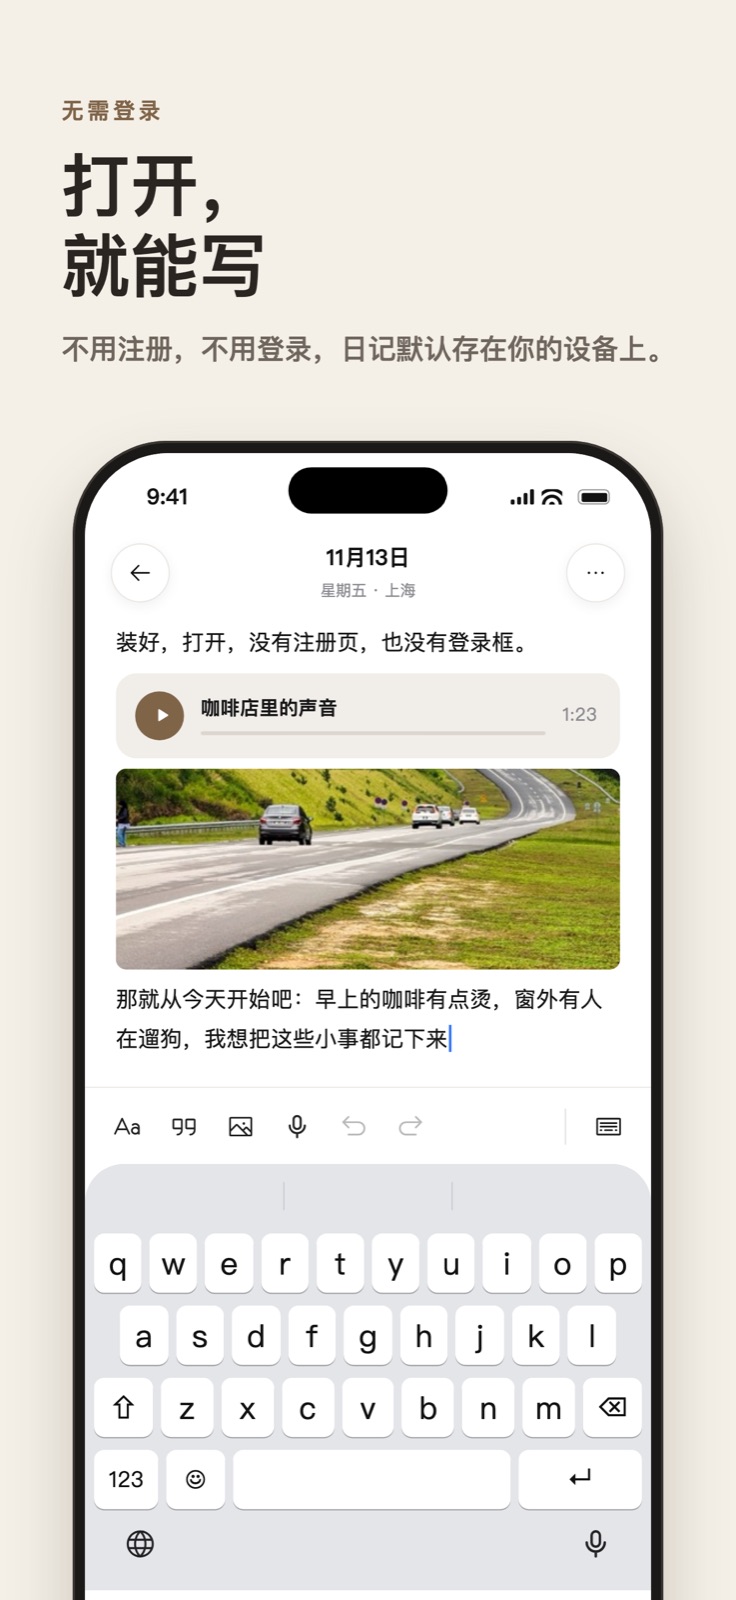 无需登录
打开，
就能写
不用注册，不用登录，日记默认存在你的设备上。
9:41
11月13日
星期五 · 上海
装好，打开，没有注册页，也没有登录框。
咖啡店里的声音
1:23
那就从今天开始吧：早上的咖啡有点烫，窗外有人
在遛狗，我想把这些小事都记下来
Aa
q w e r t y u i o p
a s d f g h j k l
z x c v b n m
123